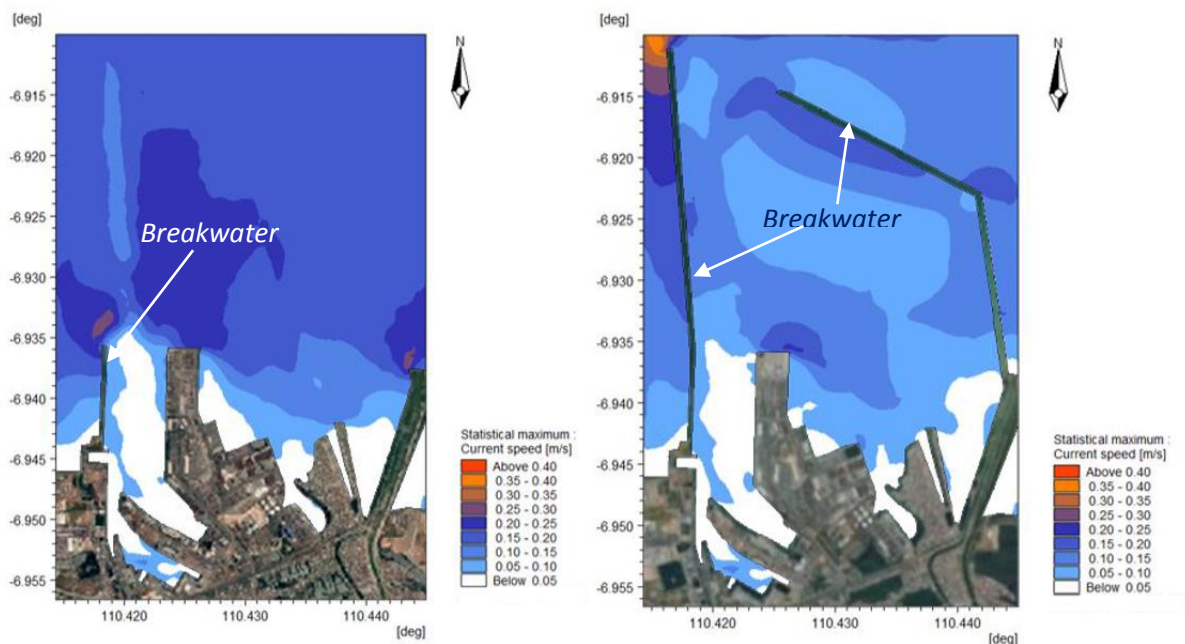 [deg]
N
-6.915
-6.920
-6.925
-6.930
-6.935
-6.940
-6.945
-6.950
-6.955
Breakwater
Statistical maximum :
Current speed [m/s]
Above 0.40
0.35 - 0.40
0.30 - 0.35
0.25 - 0.30
0.20 - 0.25
0.15 - 0.20
0.10 - 0.15
0.05 - 0.10
Below 0.05
110.420
110.430
110.440
[deg]
[deg]
N
-6.915
-6.920
-6.925
-6.930
-6.935
-6.940
-6.945
-6.950
-6.955
Breakwater
Statistical maximum :
Current speed [m/s]
Above 0.40
0.35 - 0.40
0.30 - 0.35
0.25 - 0.30
0.20 - 0.25
0.15 - 0.20
0.10 - 0.15
0.05 - 0.10
Below 0.05
110.420
110.430
110.440
[deg]